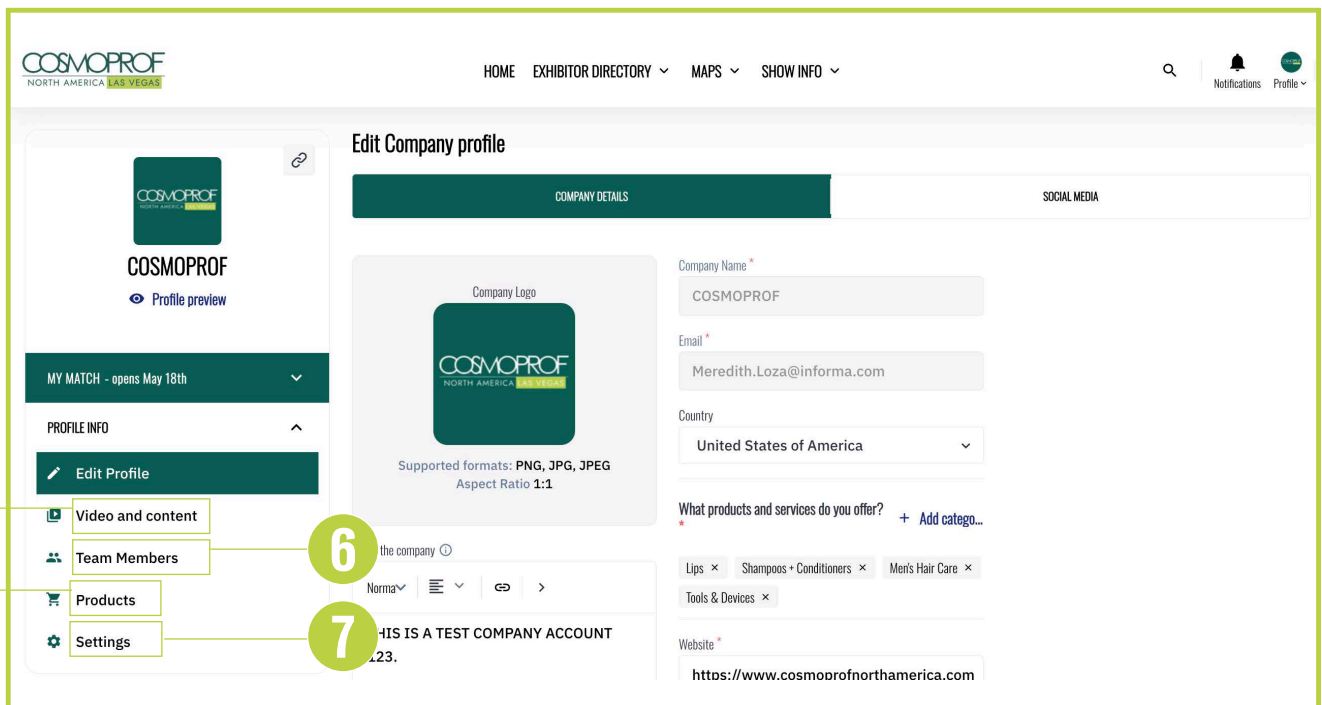 COSMOPROF
NORTH AMERICA LAS VEGAS
HOME EXHIBITOR DIRECTORY MAPS SHOW INFO
Notifications Profile
COSMOPROF
NORTH AMERICA LAS VEGAS
COSMOPROF
Profile preview
MY MATCH - opens May 18th
PROFILE INFO
Edit Profile
Video and content
Team Members
6
Products
Settings
7
Edit Company profile
COMPANY DETAILS SOCIAL MEDIA
Company Logo
COSMOPROF
NORTH AMERICA LAS VEGAS
Supported formats: PNG, JPG, JPEG
Aspect Ratio 1:1
the company
Norma
HIS IS A TEST COMPANY ACCOUNT
123.
Company Name *
COSMOPROF
Email *
Meredith.Loza@informa.com
Country
United States of America
What products and services do you offer? + Add catego...
*
Lips × Shampoos + Conditioners × Men's Hair Care ×
Tools & Devices ×
Website *
https://www.cosmoprofnorthamerica.com